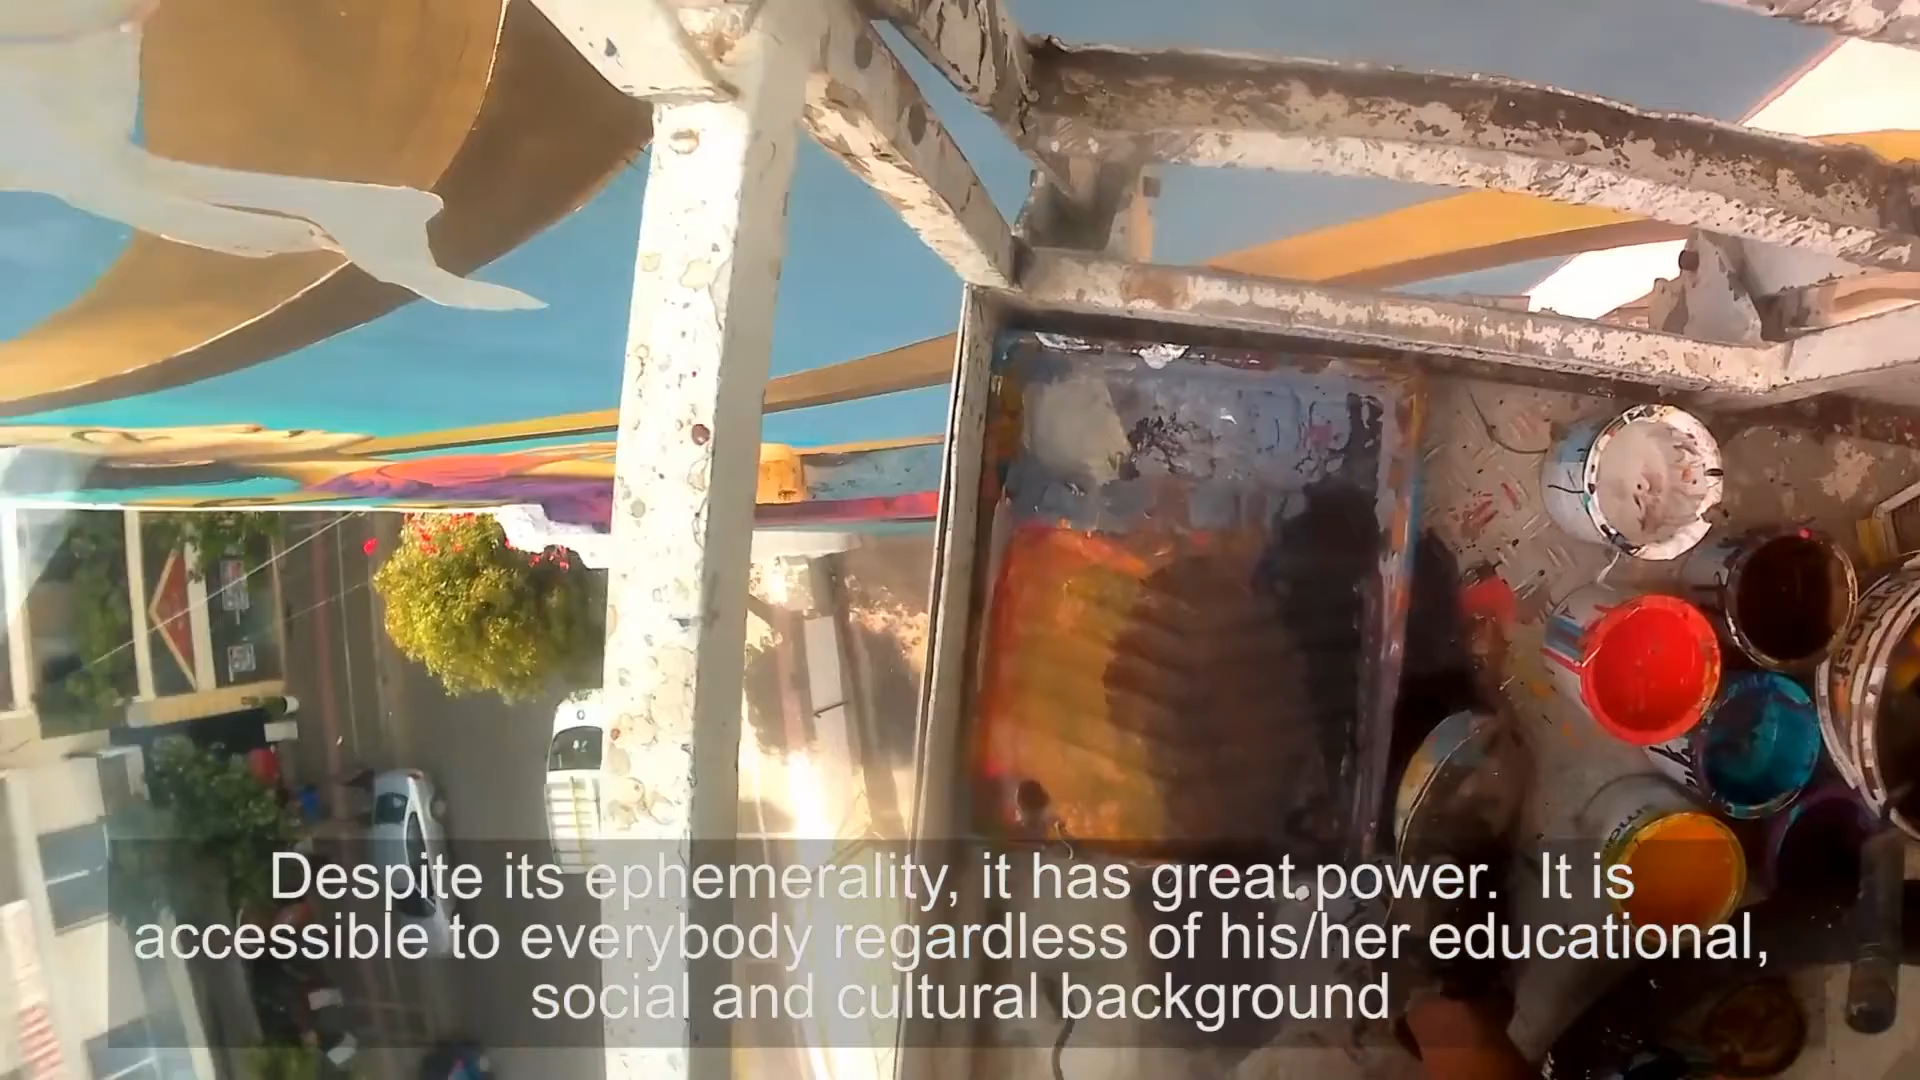 Despite its ephemerality, it has great power. It is
accessible to everybody regardless of his/her educational,
social and cultural background